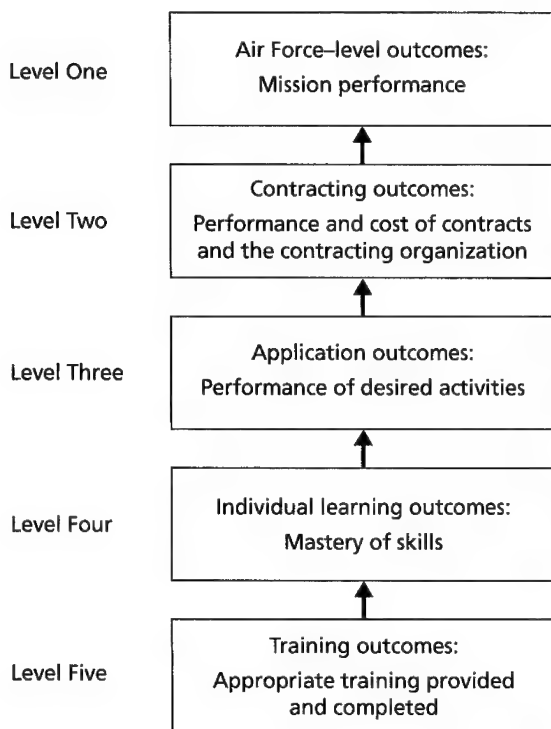 Level One
Air Force–level outcomes:
Mission performance
Level Two
Contracting outcomes:
Performance and cost of contracts
and the contracting organization
Level Three
Application outcomes:
Performance of desired activities
Level Four
Individual learning outcomes:
Mastery of skills
Level Five
Training outcomes:
Appropriate training provided
and completed